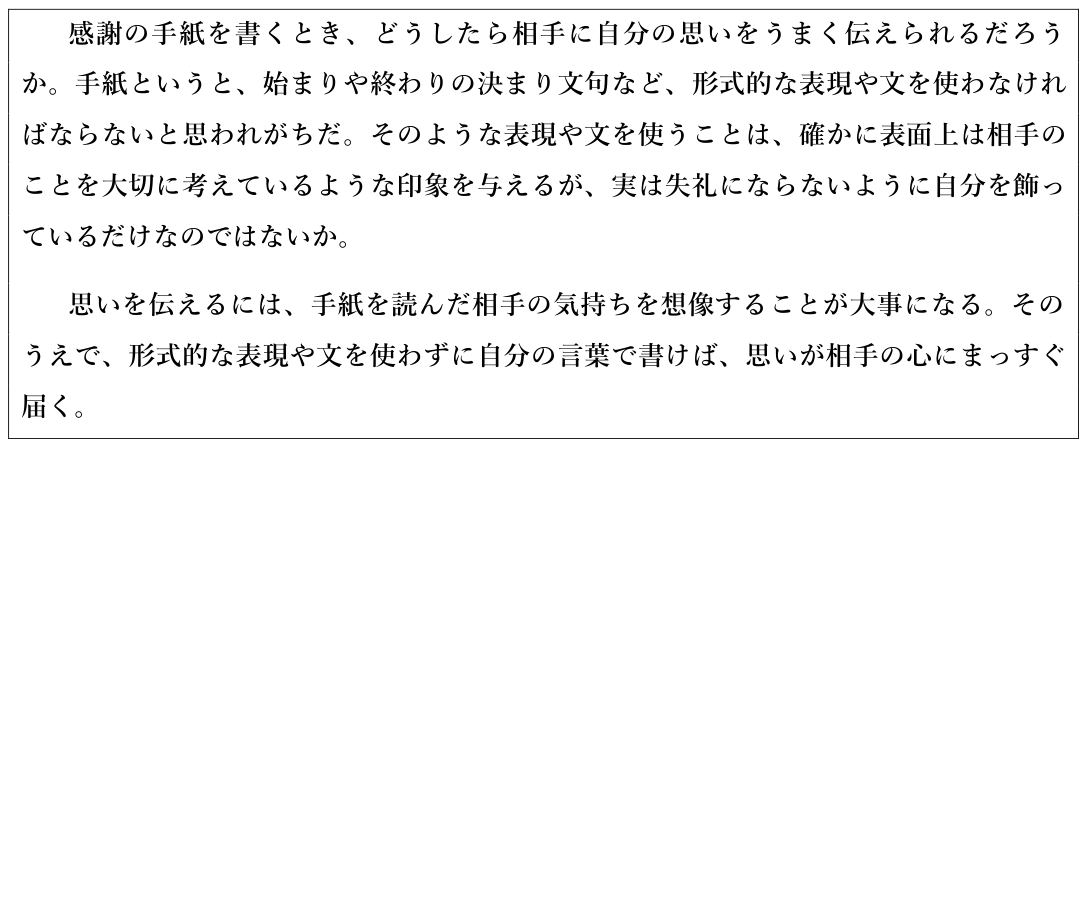 感謝の手紙を書くとき、どうしたら相手に自分の思いをうまく伝えられるだろう
か。手紙というと、始まりや終わりの決まり文句など、形式的な表現や文を使わなけれ
ばならないと思われがちだ。そのような表現や文を使うことは、確かに表面上は相手の
ことを大切に考えているような印象を与えるが、実は失礼にならないように自分を飾っ
ているだけなのではないか。
思いを伝えるには、手紙を読んだ相手の気持ちを想像することが大事になる。その
うえで、形式的な表現や文を使わずに自分の言葉で書けば、思いが相手の心にまっすぐ
届く。